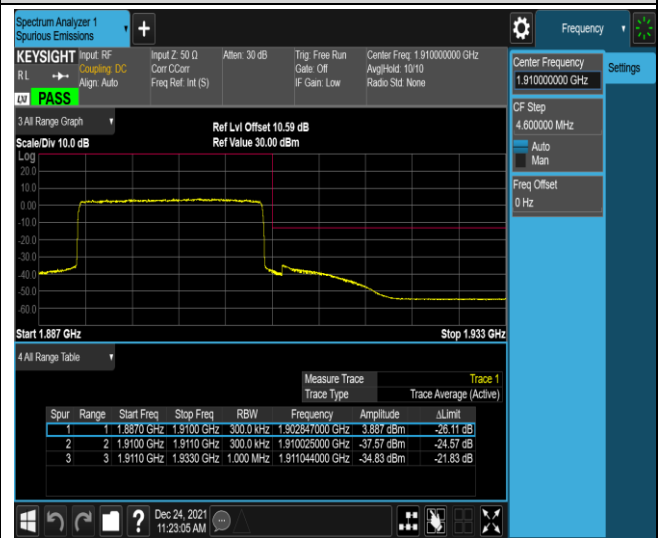 Spectrum Analyzer 1
Spurious Emissions
+
Frequency
KEYSIGHT
RL
Input: RF
Coupling: DC
Align: Auto
Input Z: 50 Ω
Corr CCorr
Freq Ref: Int (S)
Atten: 30 dB
Trig: Free Run
Gate: Off
IF Gain: Low
Center Freq: 1.910000000 GHz
Avg|Hold: 10/10
Radio Std: None
PASS
Center Frequency
1.910000000 GHz
Settings
CF Step
4.600000 MHz
Auto
Man
Freq Offset
0 Hz
3 All Range Graph
Ref Lvl Offset 10.59 dB
Scale/Div 10.0 dB
Ref Value 30.00 dBm
Log
20.0
10.0
0.00
-10.0
-20.0
-30.0
-40.0
-50.0
-60.0
Start 1.887 GHz
Stop 1.933 GHz
4 All Range Table
Measure Trace Trace 1
Trace Type Trace Average (Active)
Spur Range Start Freq Stop Freq RBW Frequency Amplitude ΔLimit
1 1 1.8870 GHz 1.9100 GHz 300.0 kHz 1.902847000 GHz 3.887 dBm -26.11 dB
2 2 1.9100 GHz 1.9110 GHz 300.0 kHz 1.910025000 GHz -37.57 dBm -24.57 dB
3 3 1.9110 GHz 1.9330 GHz 1.000 MHz 1.911044000 GHz -34.83 dBm -21.83 dB
?
Dec 24, 2021
11:23:05 AM